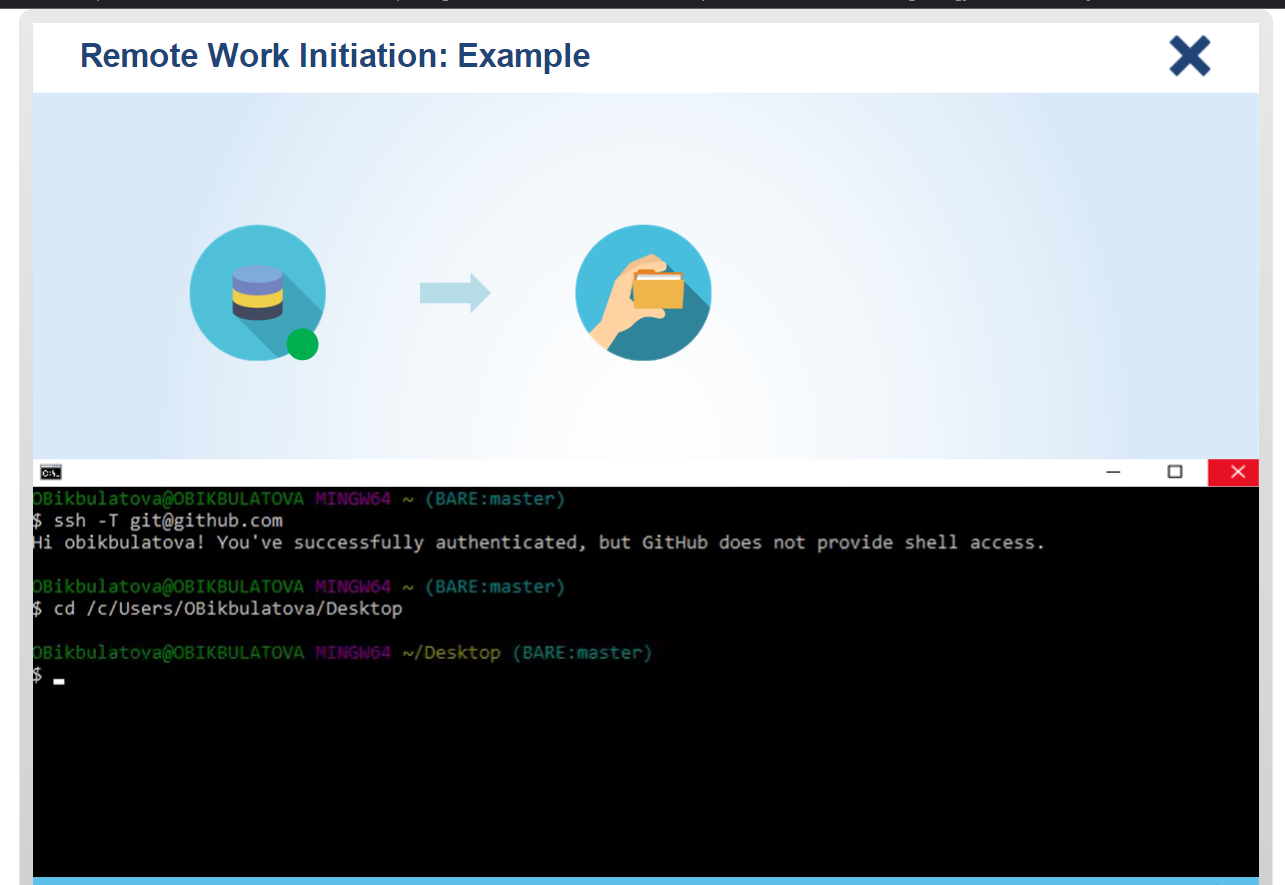 Remote Work Initiation: Example
OBikbulatova@OBIKBULATOVA MINGW64 ~ (BARE:master)
$ ssh -T git@github.com
Hi obikbulatova! You've successfully authenticated, but GitHub does not provide shell access.
OBikbulatova@OBIKBULATOVA MINGW64 ~ (BARE:master)
$ cd /c/Users/OBikbulatova/Desktop
OBikbulatova@OBIKBULATOVA MINGW64 ~/Desktop (BARE:master)
$